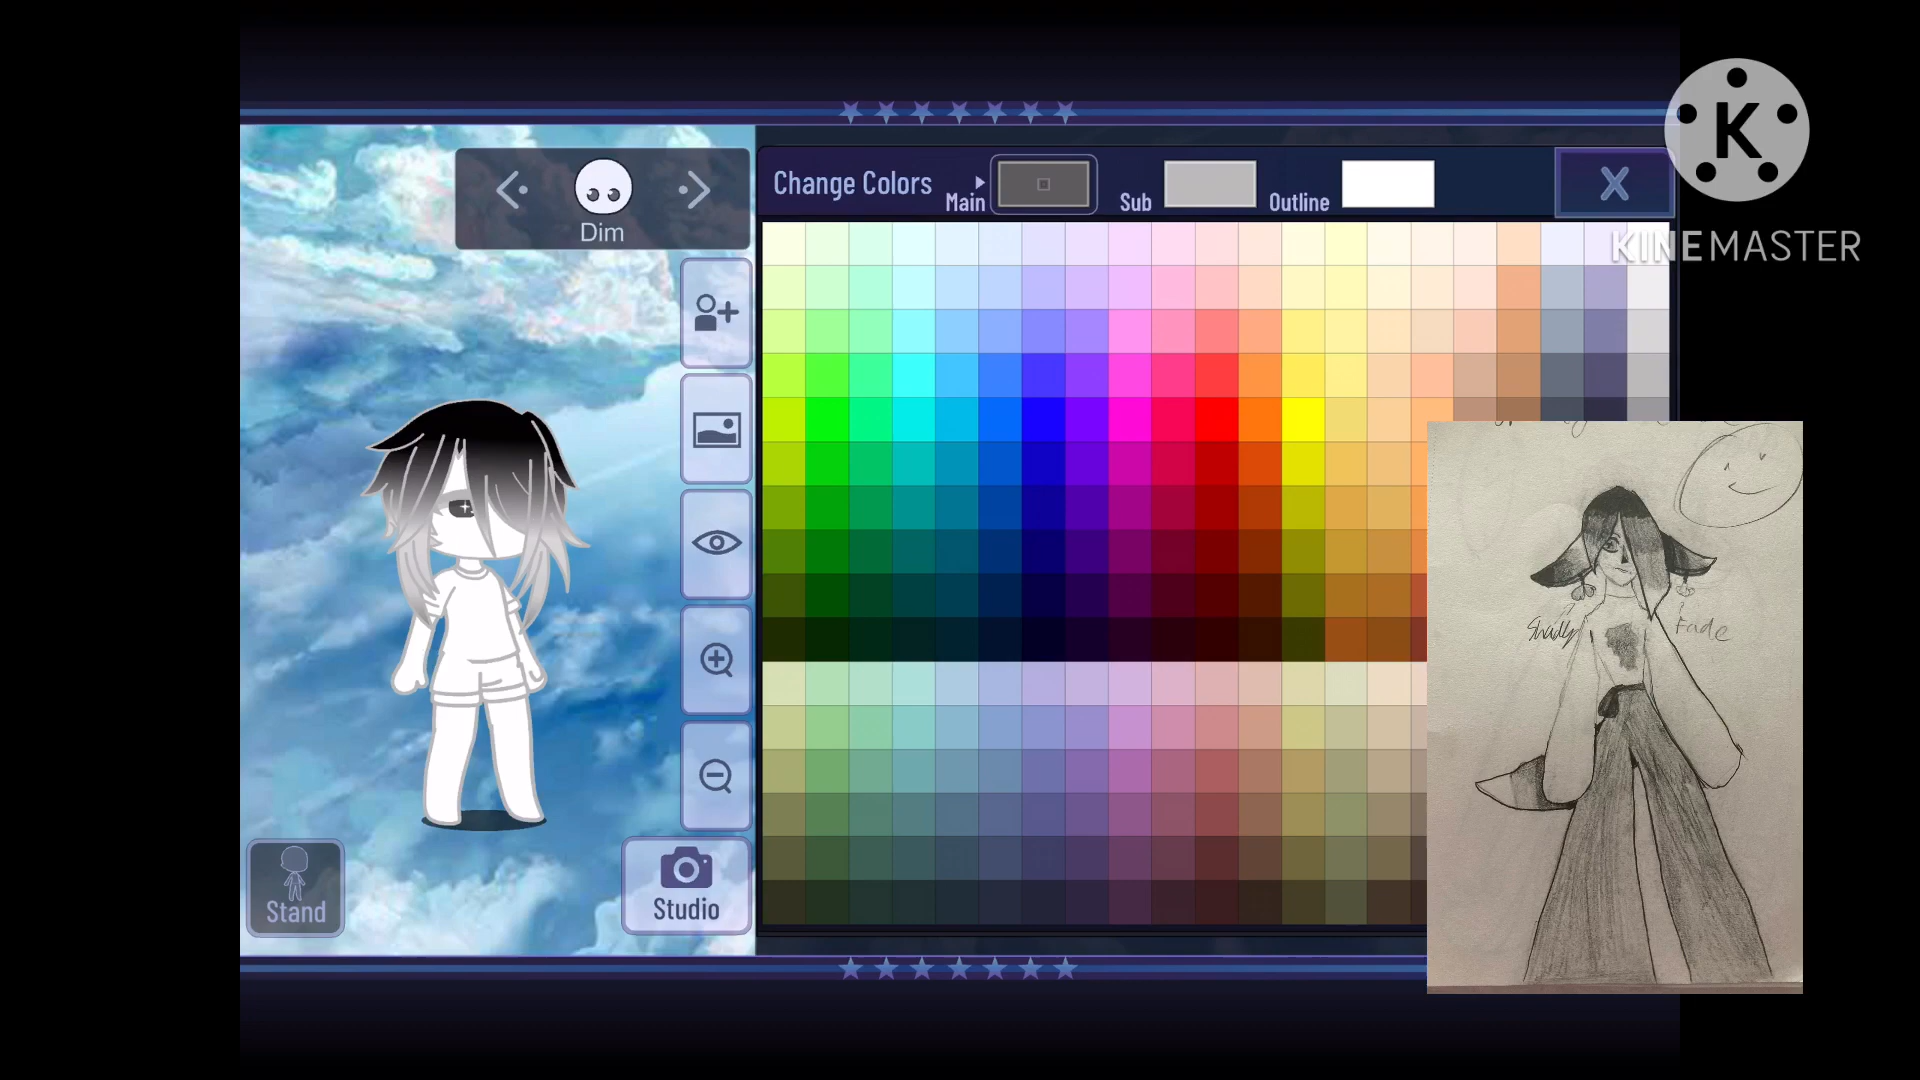 Change Colors
Main
Sub
Outline
X
K
KINEMASTER
Dim
Stand
Studio
Fade